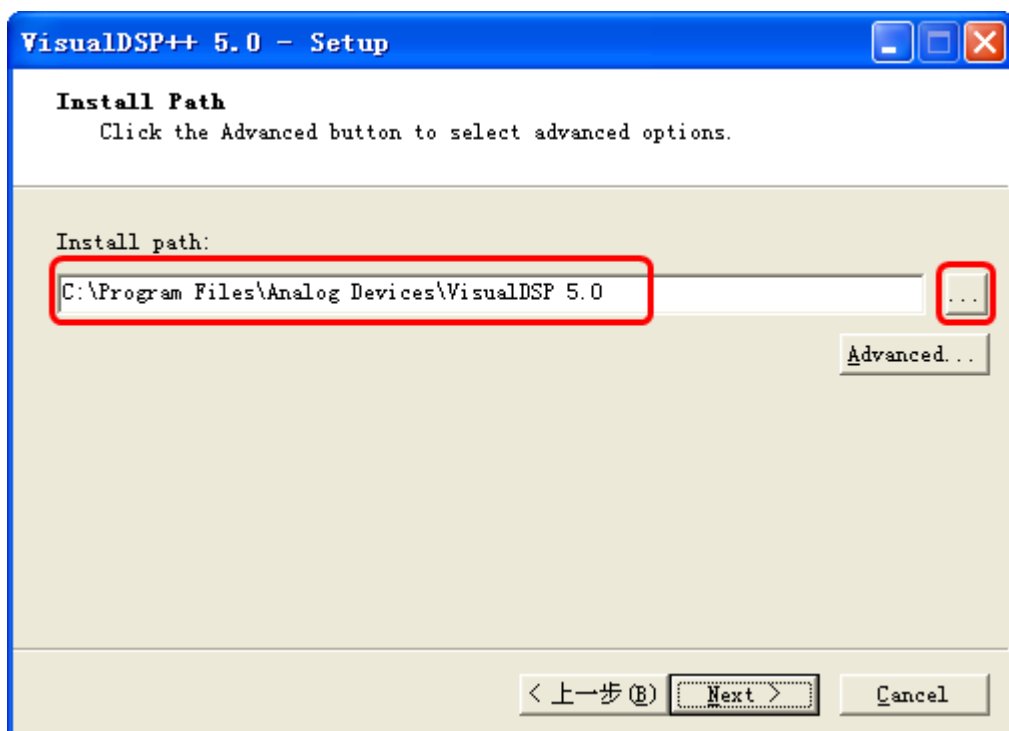 VisualDSP++ 5.0 - Setup
Install Path
Click the Advanced button to select advanced options.
Install path:
C:\Program Files\Analog Devices\VisualDSP 5.0
...
Advanced...
< 上一步(B) Next > Cancel